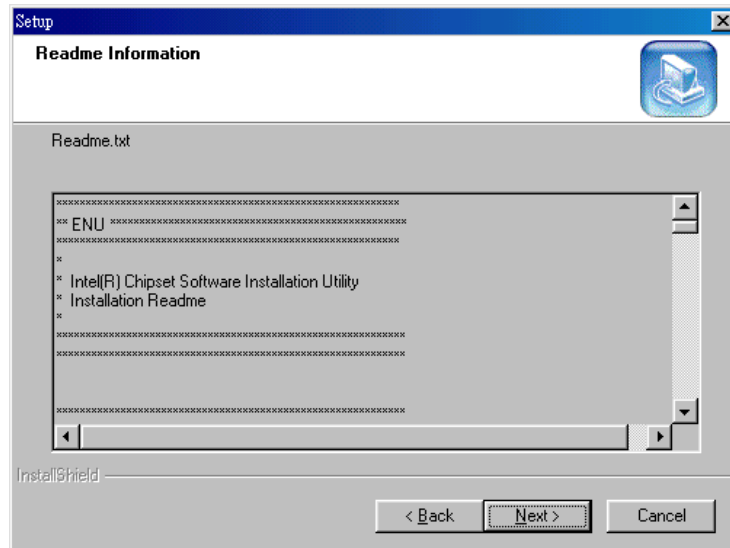 Setup
Readme Information
Readme.txt
************************************************************
** ENU ****************************************************
************************************************************
*
* Intel(R) Chipset Software Installation Utility
* Installation Readme
*
*************************************************************
*************************************************************
*************************************************************
InstallShield
< Back
Next >
Cancel